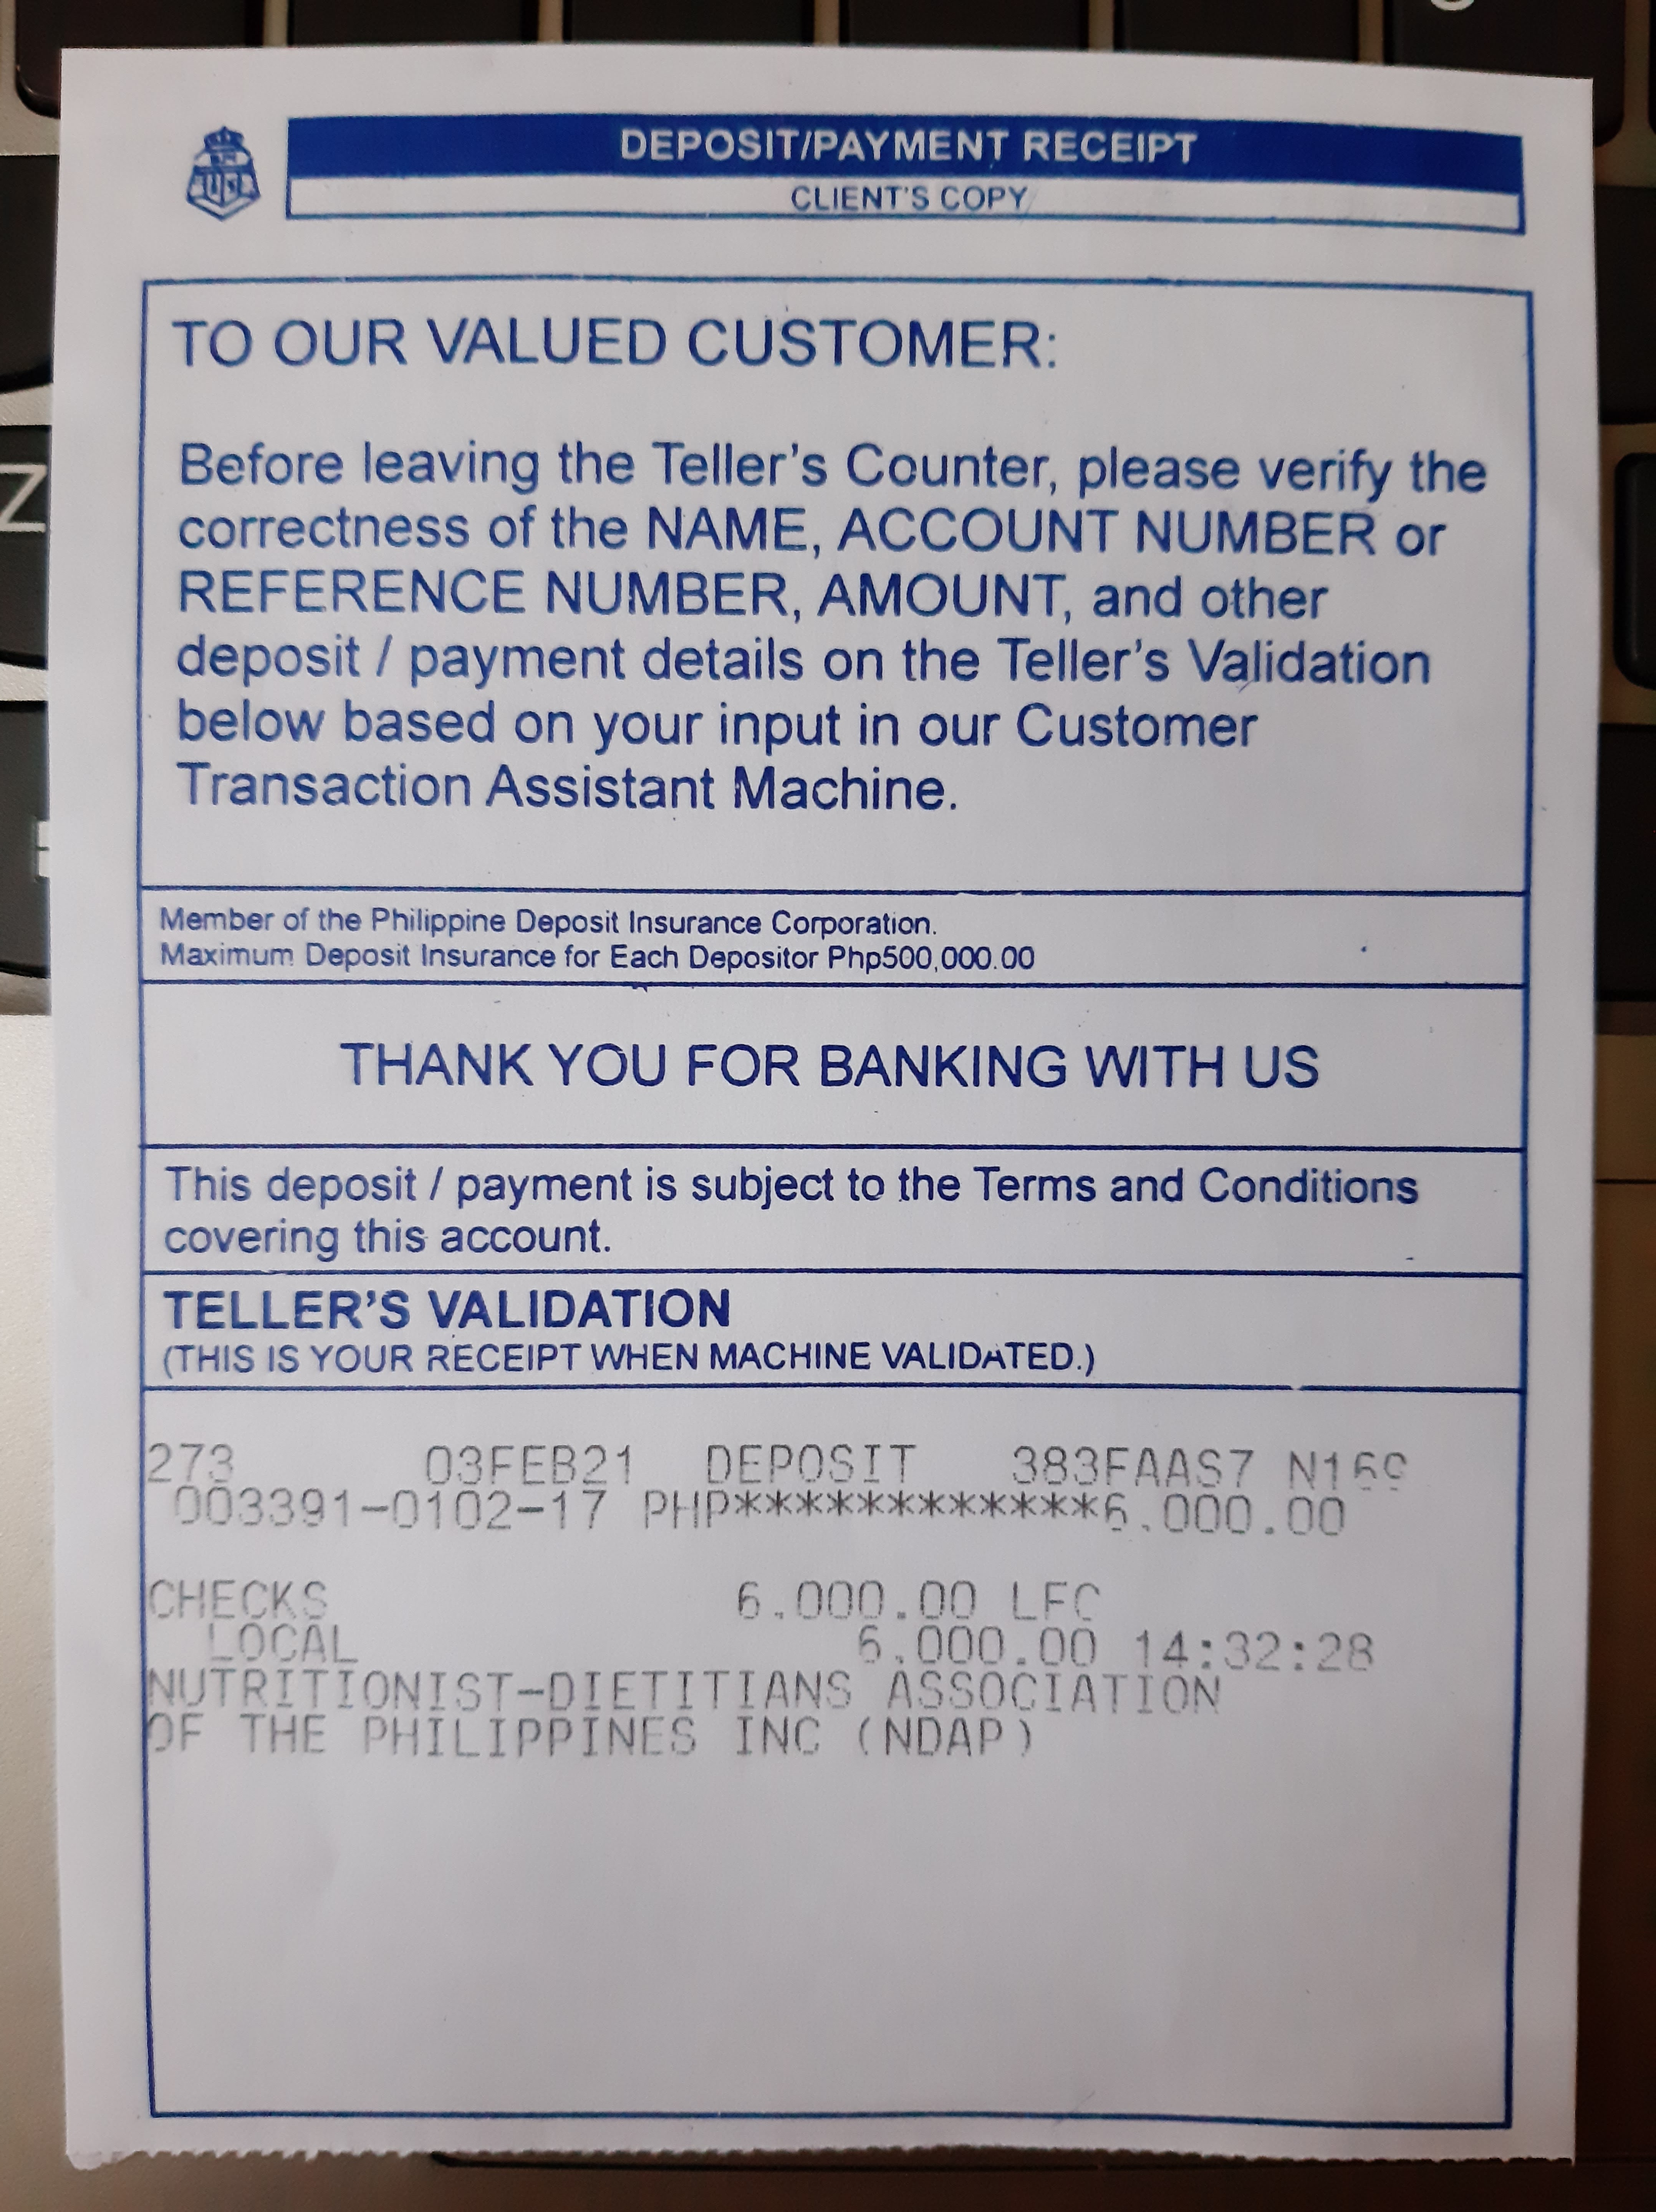 DEPOSIT/PAYMENT RECEIPT
CLIENT'S COPY
TO OUR VALUED CUSTOMER:
Before leaving the Teller's Counter, please verify the
correctness of the NAME, ACCOUNT NUMBER or
REFERENCE NUMBER, AMOUNT, and other
deposit / payment details on the Teller's Validation
below based on your input in our Customer
Transaction Assistant Machine.
Member of the Philippine Deposit Insurance Corporation.
Maximum Deposit Insurance for Each Depositor Php500,000.00
THANK YOU FOR BANKING WITH US
This deposit / payment is subject to the Terms and Conditions
covering this account.
TELLER'S VALIDATION
(THIS IS YOUR RECEIPT WHEN MACHINE VALIDATED.)
273 03FEB21 DEPOSIT 383FAAS7
003391-0102-17 PHP************6,000.00
CHECKS 6,000.00 LFC
LOCAL 6,000.00 14:32:28
NUTRITIONIST-DIETITIANS ASSOCIATION
OF THE PHILIPPINES INC (NDAP)
Z